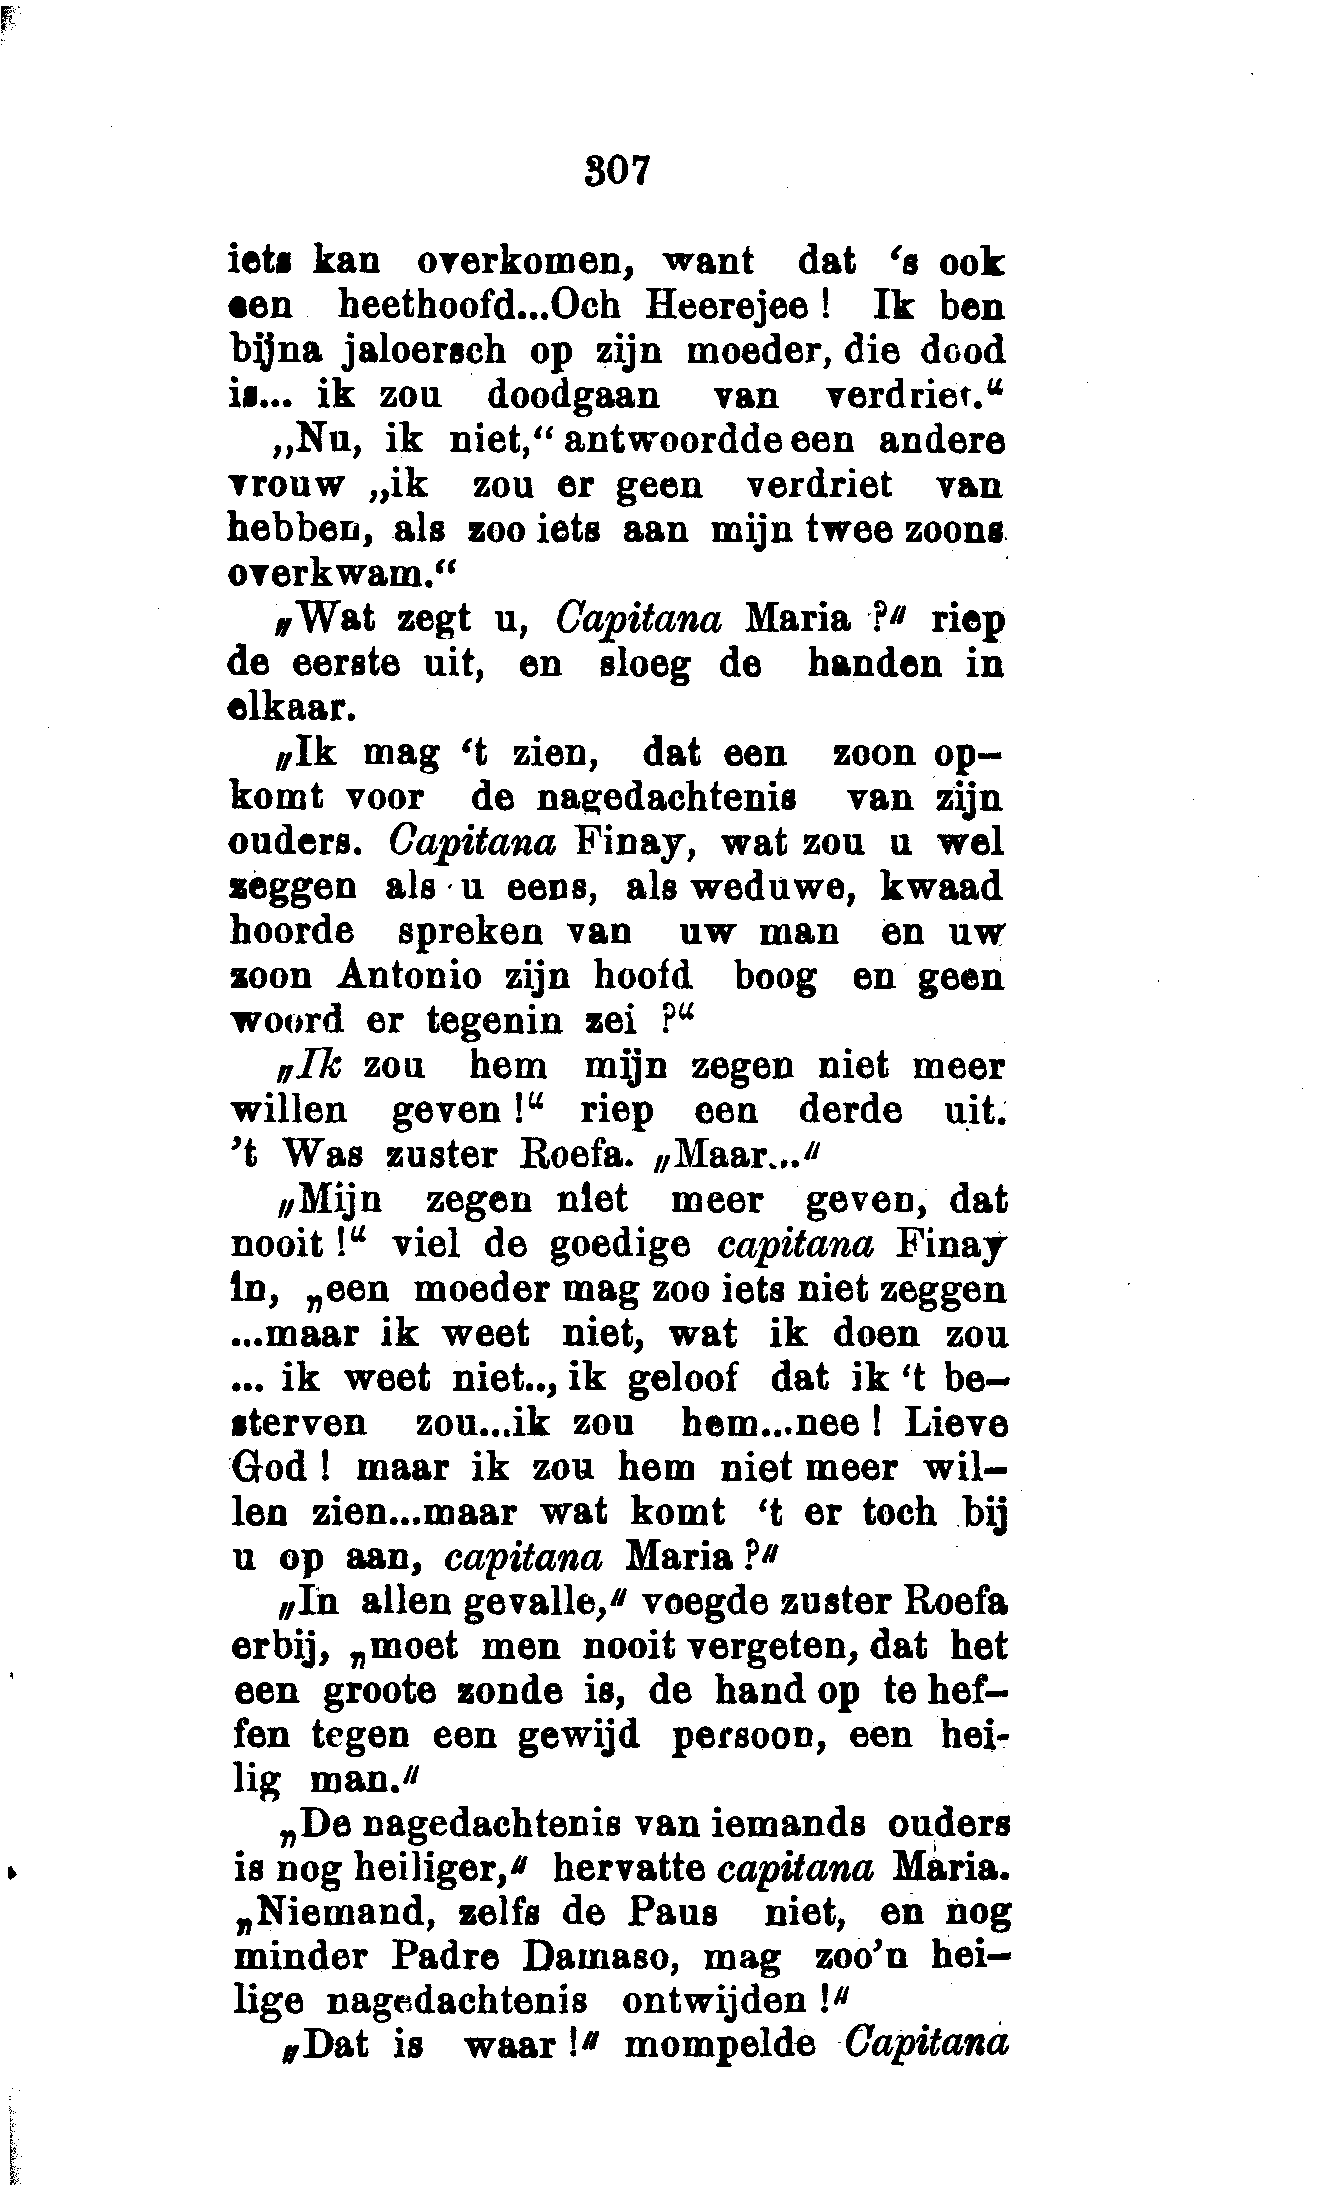 307
iets kan overkomen, want dat ‘s ook
een heethoofd...Och Heerejee ! Ik ben
bijna jaloersch op zijn moeder, die dood
is... ik zou doodgaan van verdriet.“
„Nu, ik niet,“ antwoordde een andere
vrouw „ik zou er geen verdriet van
hebben, als zoo iets aan mijn twee zoons
overkwam.“
„Wat zegt u, Capitana Maria ?“ riep
de eerste uit, en sloeg de handen in
elkaar.
„Ik mag ‘t zien, dat een zoon op-
komt voor de nagedachtenis van zijn
ouders. Capitana Finay, wat zou u wel
zeggen als u eens, als weduwe, kwaad
hoorde spreken van uw man en uw
zoon Antonio zijn hoofd boog en geen
woord er tegenin zei ?“
„Ik zou hem mijn zegen niet meer
willen geven !“ riep een derde uit.
’t Was zuster Roefa. „Maar...“
„Mijn zegen niet meer geven, dat
nooit !“ viel de goedige capitana Finay
in, „een moeder mag zoo iets niet zeggen
...maar ik weet niet, wat ik doen zou
... ik weet niet.., ik geloof dat ik ‘t be-
sterven zou...ik zou hem...nee ! Lieve
God ! maar ik zou hem niet meer wil-
len zien...maar wat komt ‘t er toch bij
u op aan, capitana Maria ?“
„In allen gevalle,“ voegde zuster Roefa
erbij, „moet men nooit vergeten, dat het
een groote zonde is, de hand op te hef-
fen tegen een gewijd persoon, een hei-
lig man.“
„De nagedachtenis van iemands ouders
is nog heiliger,“ hervatte capitana Maria.
„Niemand, zelfs de Paus niet, en nog
minder Padre Damaso, mag zoo’n hei-
lige nagedachtenis ontwijden !“
„Dat is waar !“ mompelde Capitana